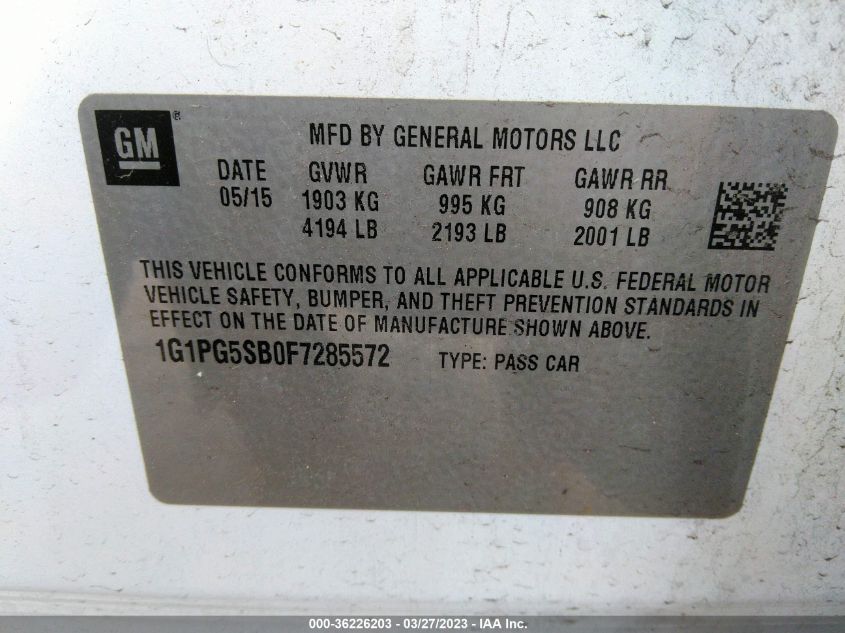 GM®
MFD BY GENERAL MOTORS LLC
DATE GVWR GAWR FRT GAWR RR
05/15 1903 KG 995 KG 908 KG
4194 LB 2193 LB 2001 LB
THIS VEHICLE CONFORMS TO ALL APPLICABLE U.S. FEDERAL MOTOR
VEHICLE SAFETY, BUMPER, AND THEFT PREVENTION STANDARDS IN
EFFECT ON THE DATE OF MANUFACTURE SHOWN ABOVE.
1G1PG5SB0F7285572 TYPE: PASS CAR
000-36226203 - 03/27/2023 - © IAA Inc.